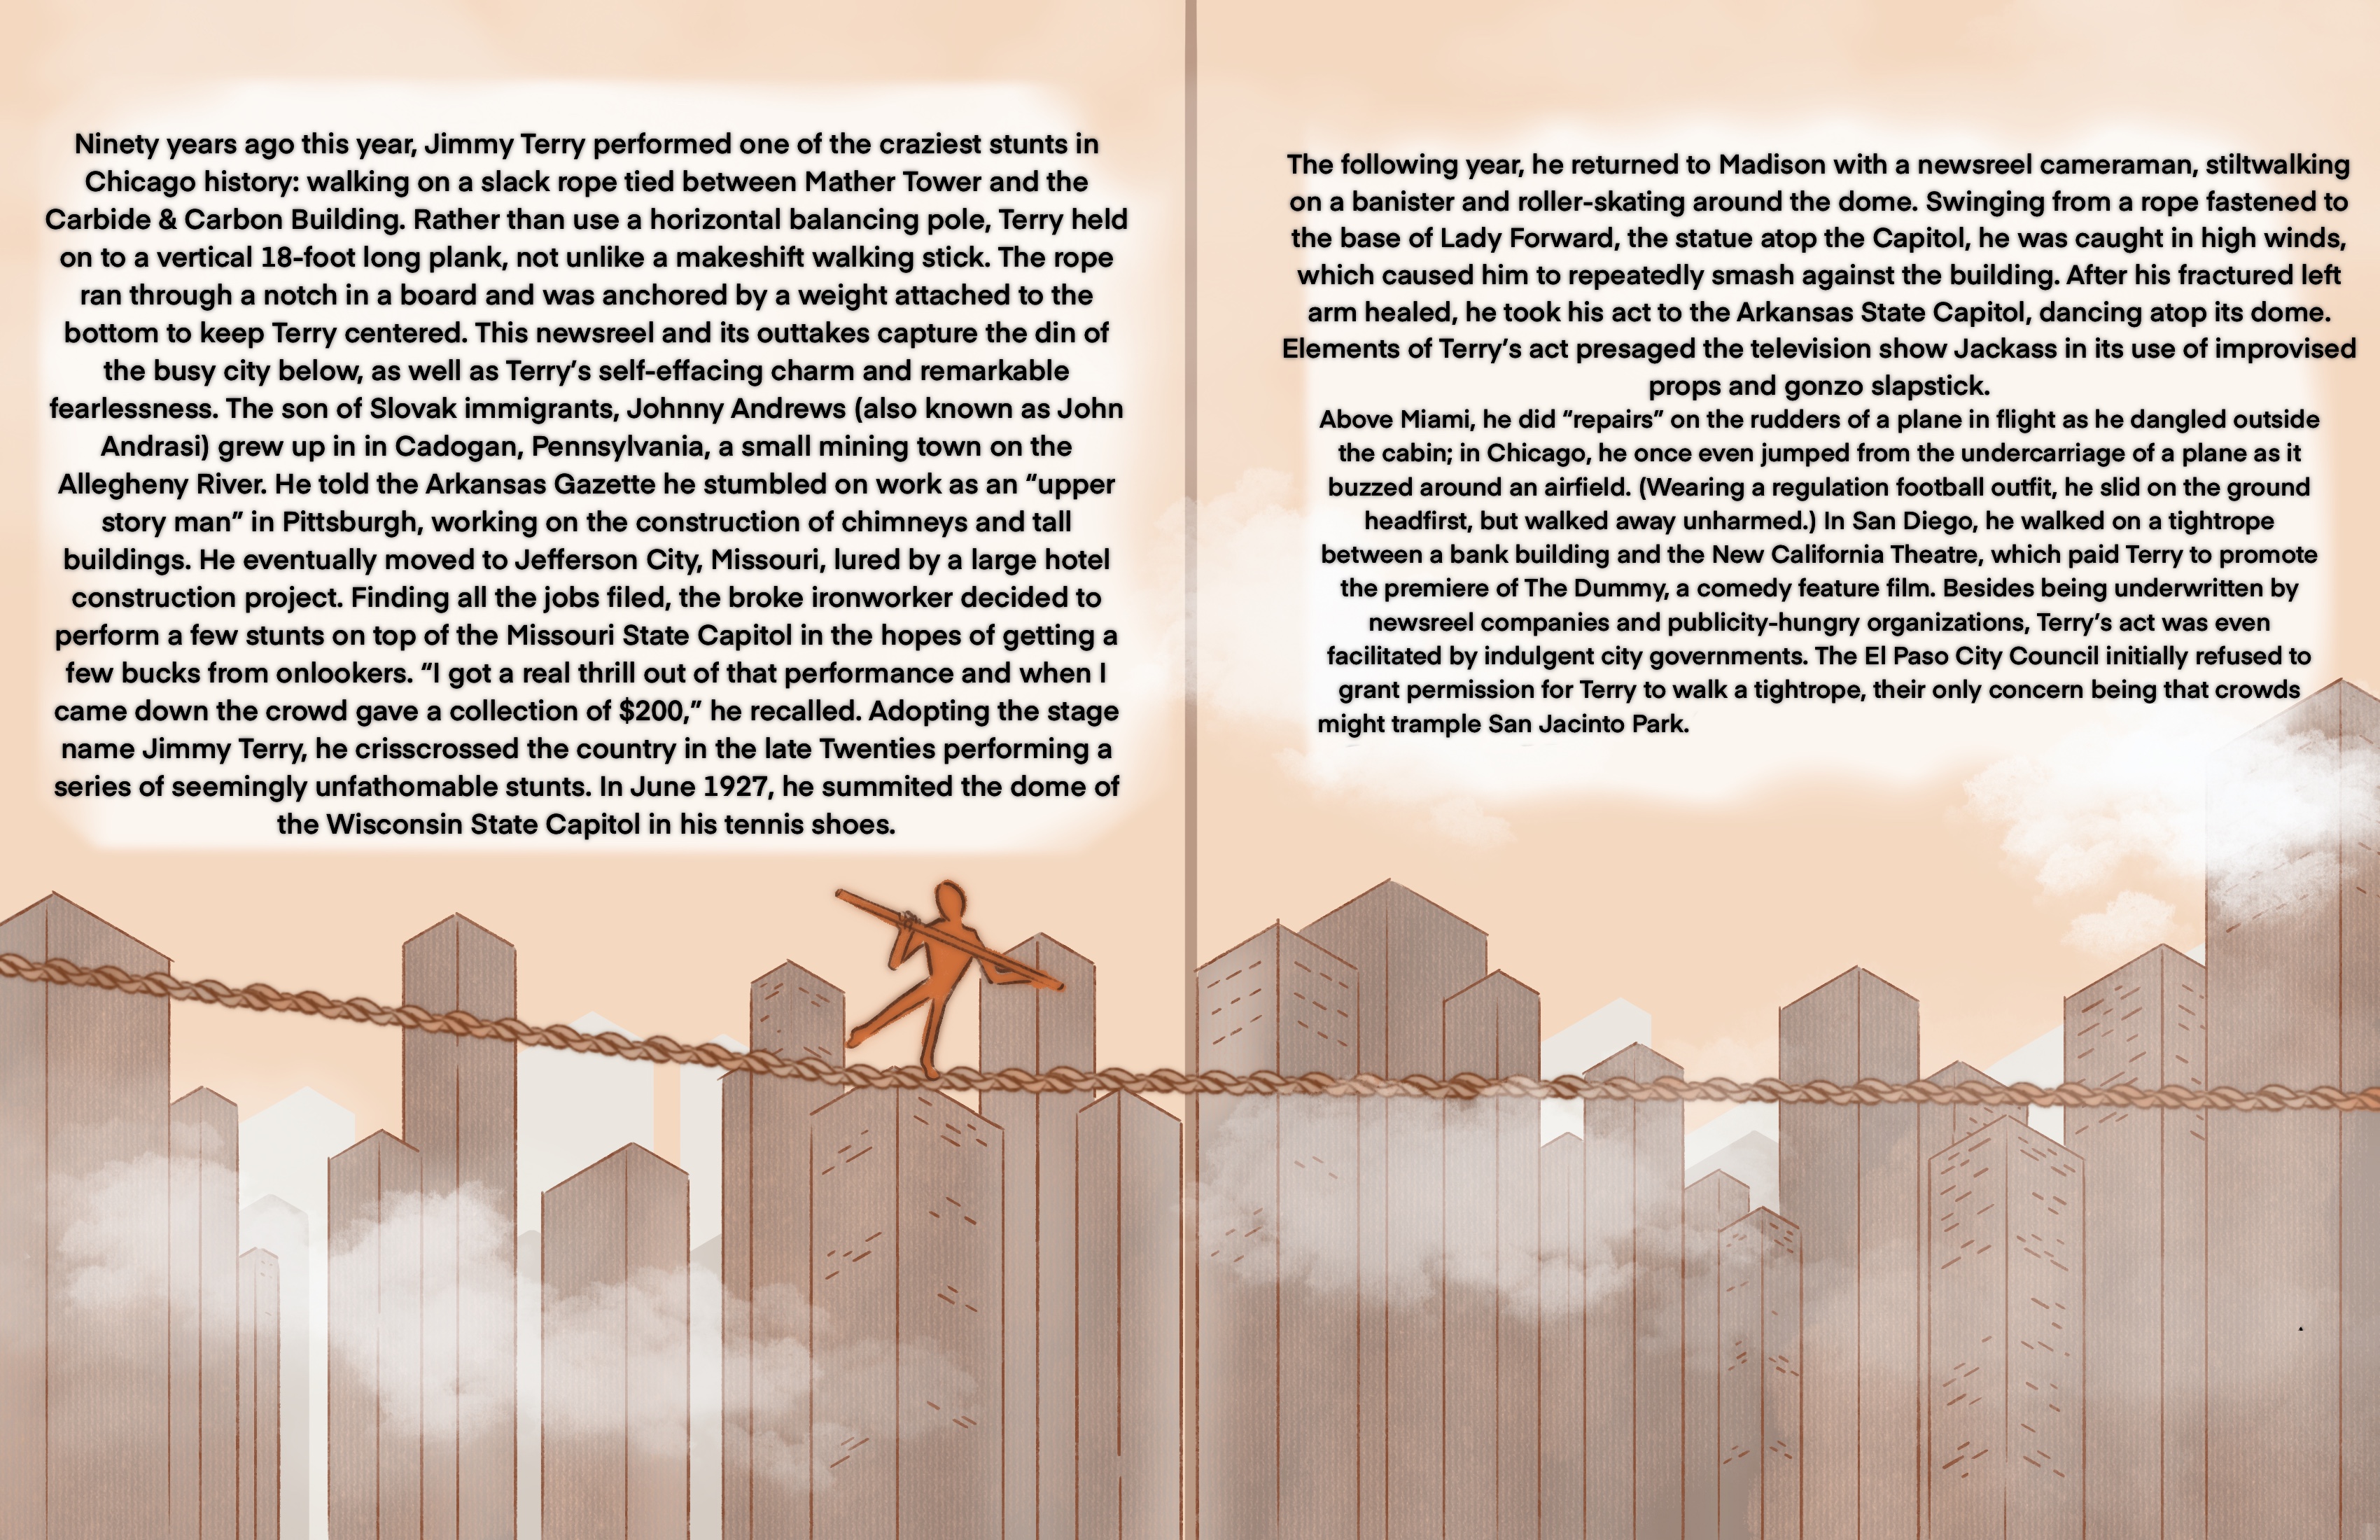 Ninety years ago this year, Jimmy Terry performed one of the craziest stunts in
Chicago history: walking on a slack rope tied between Mather Tower and the
Carbide & Carbon Building. Rather than use a horizontal balancing pole, Terry held
on to a vertical 18-foot long plank, not unlike a makeshift walking stick. The rope
ran through a notch in a board and was anchored by a weight attached to the
bottom to keep Terry centered. This newsreel and its outtakes capture the din of
the busy city below, as well as Terry’s self-effacing charm and remarkable
fearlessness. The son of Slovak immigrants, Johnny Andrews (also known as John
Andrasi) grew up in in Cadogan, Pennsylvania, a small mining town on the
Allegheny River. He told the Arkansas Gazette he stumbled on work as an “upper
story man” in Pittsburgh, working on the construction of chimneys and tall
buildings. He eventually moved to Jefferson City, Missouri, lured by a large hotel
construction project. Finding all the jobs filed, the broke ironworker decided to
perform a few stunts on top of the Missouri State Capitol in the hopes of getting a
few bucks from onlookers. “I got a real thrill out of that performance and when I
came down the crowd gave a collection of $200,” he recalled. Adopting the stage
name Jimmy Terry, he crisscrossed the country in the late Twenties performing a
series of seemingly unfathomable stunts. In June 1927, he summited the dome of
the Wisconsin State Capitol in his tennis shoes.
The following year, he returned to Madison with a newsreel cameraman, stiltwalking
on a banister and roller-skating around the dome. Swinging from a rope fastened to
the base of Lady Forward, the statue atop the Capitol, he was caught in high winds,
which caused him to repeatedly smash against the building. After his fractured left
arm healed, he took his act to the Arkansas State Capitol, dancing atop its dome.
Elements of Terry’s act presaged the television show Jackass in its use of improvised
props and gonzo slapstick.
Above Miami, he did “repairs” on the rudders of a plane in flight as he dangled outside
the cabin; in Chicago, he once even jumped from the undercarriage of a plane as it
buzzed around an airfield. (Wearing a regulation football outfit, he slid on the ground
headfirst, but walked away unharmed.) In San Diego, he walked on a tightrope
between a bank building and the New California Theatre, which paid Terry to promote
the premiere of The Dummy, a comedy feature film. Besides being underwritten by
newsreel companies and publicity-hungry organizations, Terry’s act was even
facilitated by indulgent city governments. The El Paso City Council initially refused to
grant permission for Terry to walk a tightrope, their only concern being that crowds
might trample San Jacinto Park.